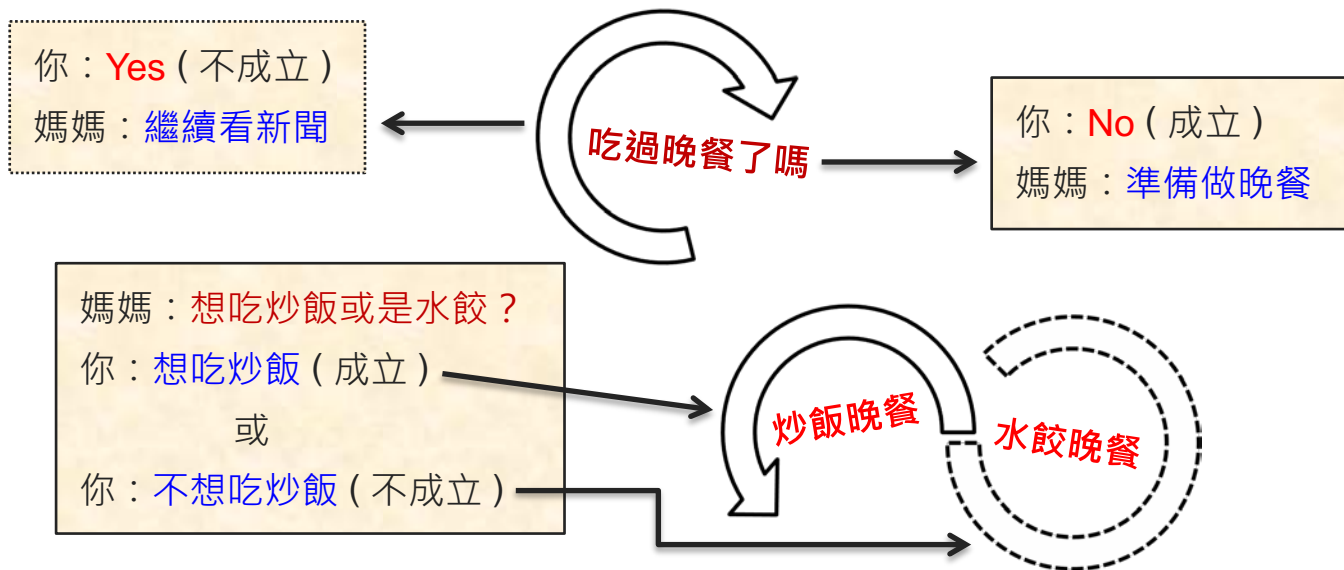 你：Yes ( 不成立 )
媽媽：繼續看新聞
吃過晚餐了嗎
你：No ( 成立 )
媽媽：準備做晚餐
媽媽：想吃炒飯或是水餃？
你：想吃炒飯 ( 成立 )
或
你：不想吃炒飯 ( 不成立 )
炒飯晚餐
水餃晚餐